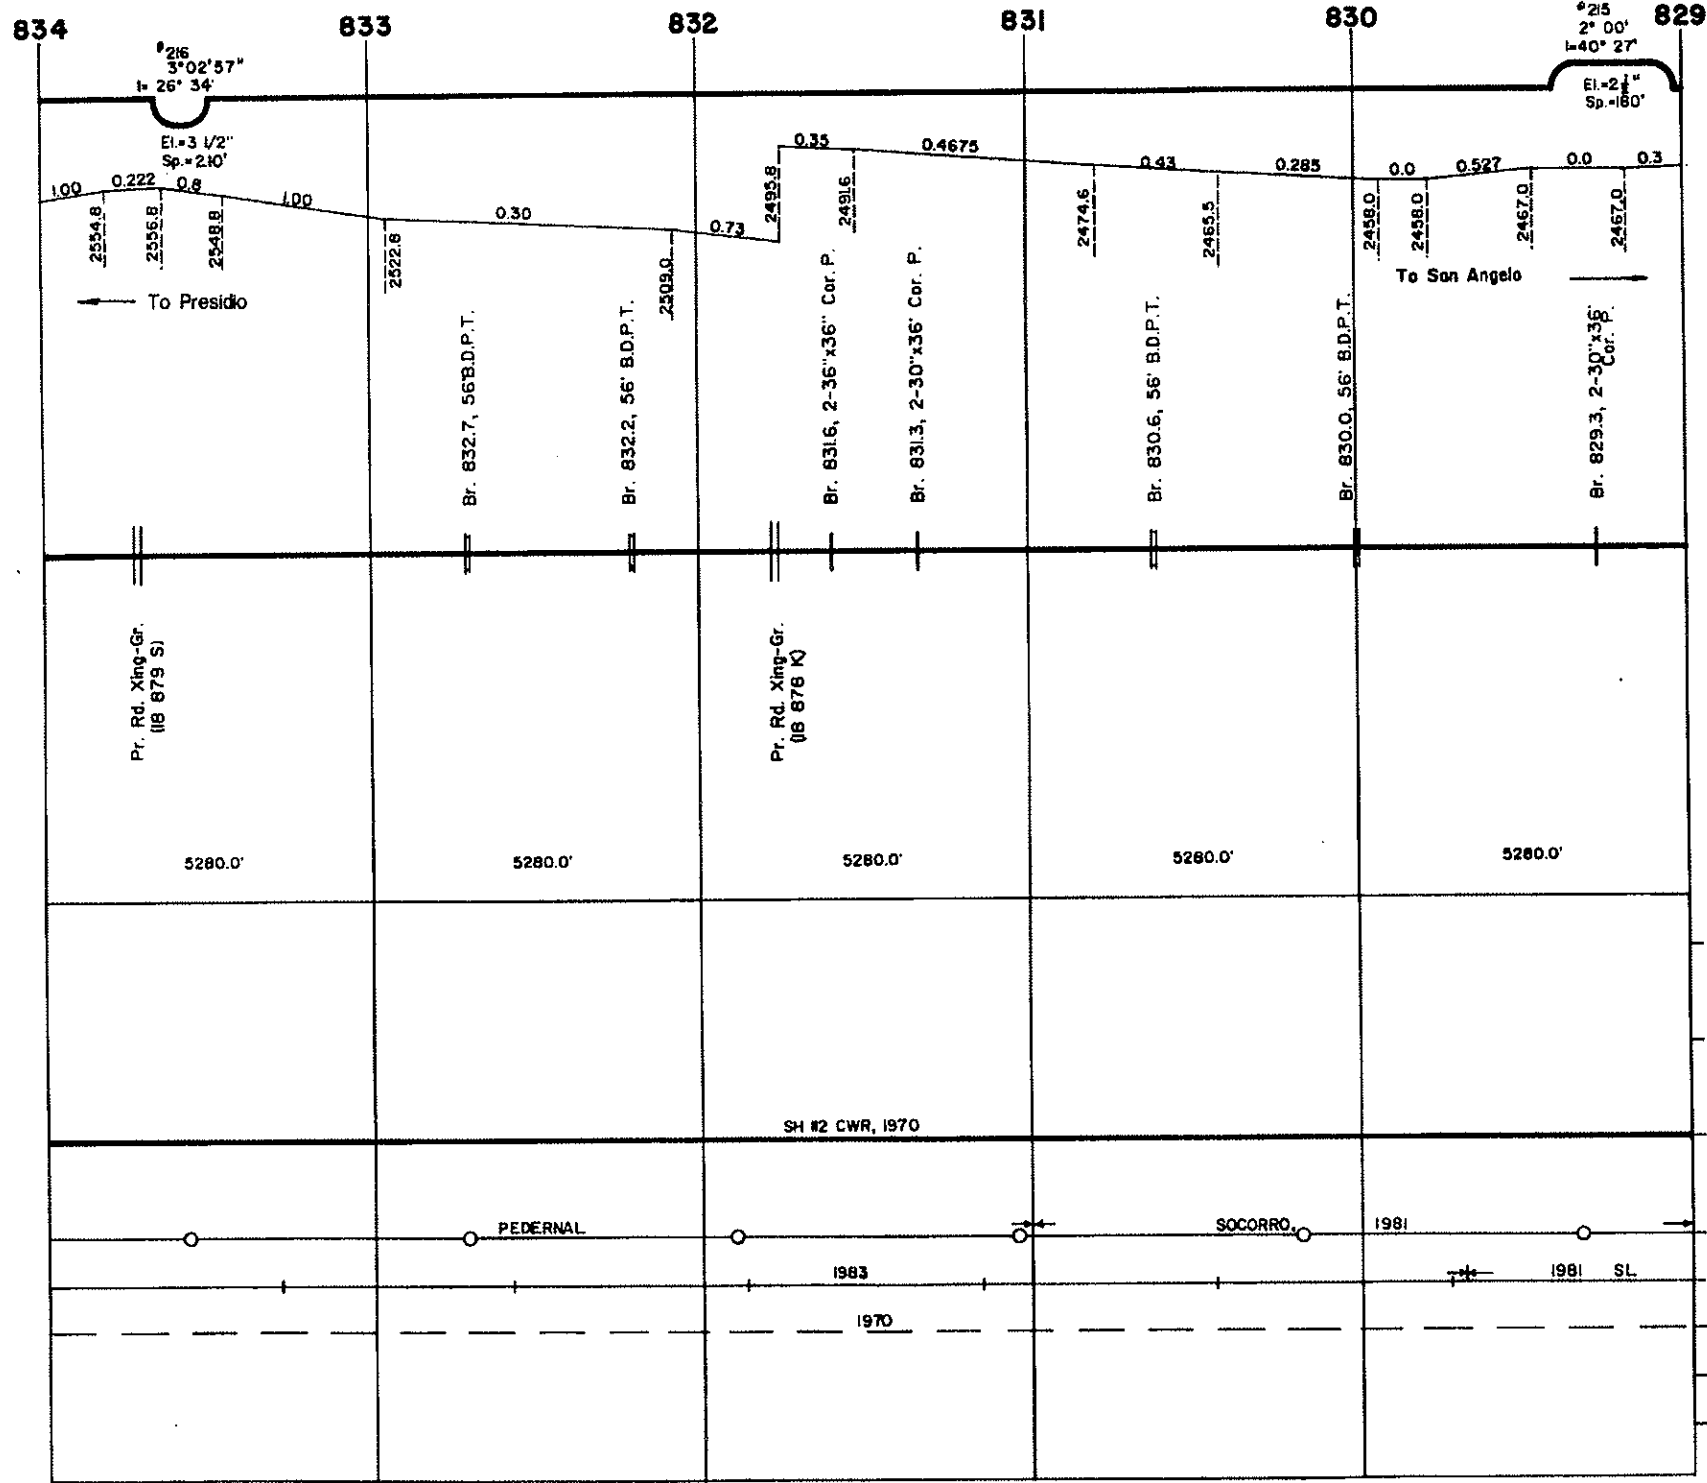 834
833
832
831
830
829
#216
3°02'57"
I= 26° 34'
El.=3 1/2"
Sp.=210'
#215
2° 00'
I=40° 27'
Sp.=180'
1.00
0.222
0.8
1.00
0.30
0.73
0.35
0.4675
0.43
0.285
0.0
0.527
0.0
0.3
2554.8
2556.8
2548.8
2522.8
2509.0
2495.8
2491.6
2474.6
2465.5
2458.0
2458.0
2467.0
2467.0
To Presidio
To San Angelo
Br. 832.7, 56' B.D.P.T.
Br. 832.2, 56' B.D.P.T.
Br. 831.6, 2-36"x36" Cor. P.
Br. 831.3, 2-30"x36' Cor. P.
Br. 830.6, 56' B.D.P.T.
Br. 830.0, 56' B.D.P.T.
Br. 829.3, 2-30"x36'
Cor. P.
Pr. Rd. Xing-Gr.
(18 879 S)
Pr. Rd. Xing-Gr.
(18 878 K)
5280.0'
5280.0'
5280.0'
5280.0'
5280.0'
SH #2 CWR, 1970
PEDERNAL
SOCORRO,
1981
1983
1981 SL
1970